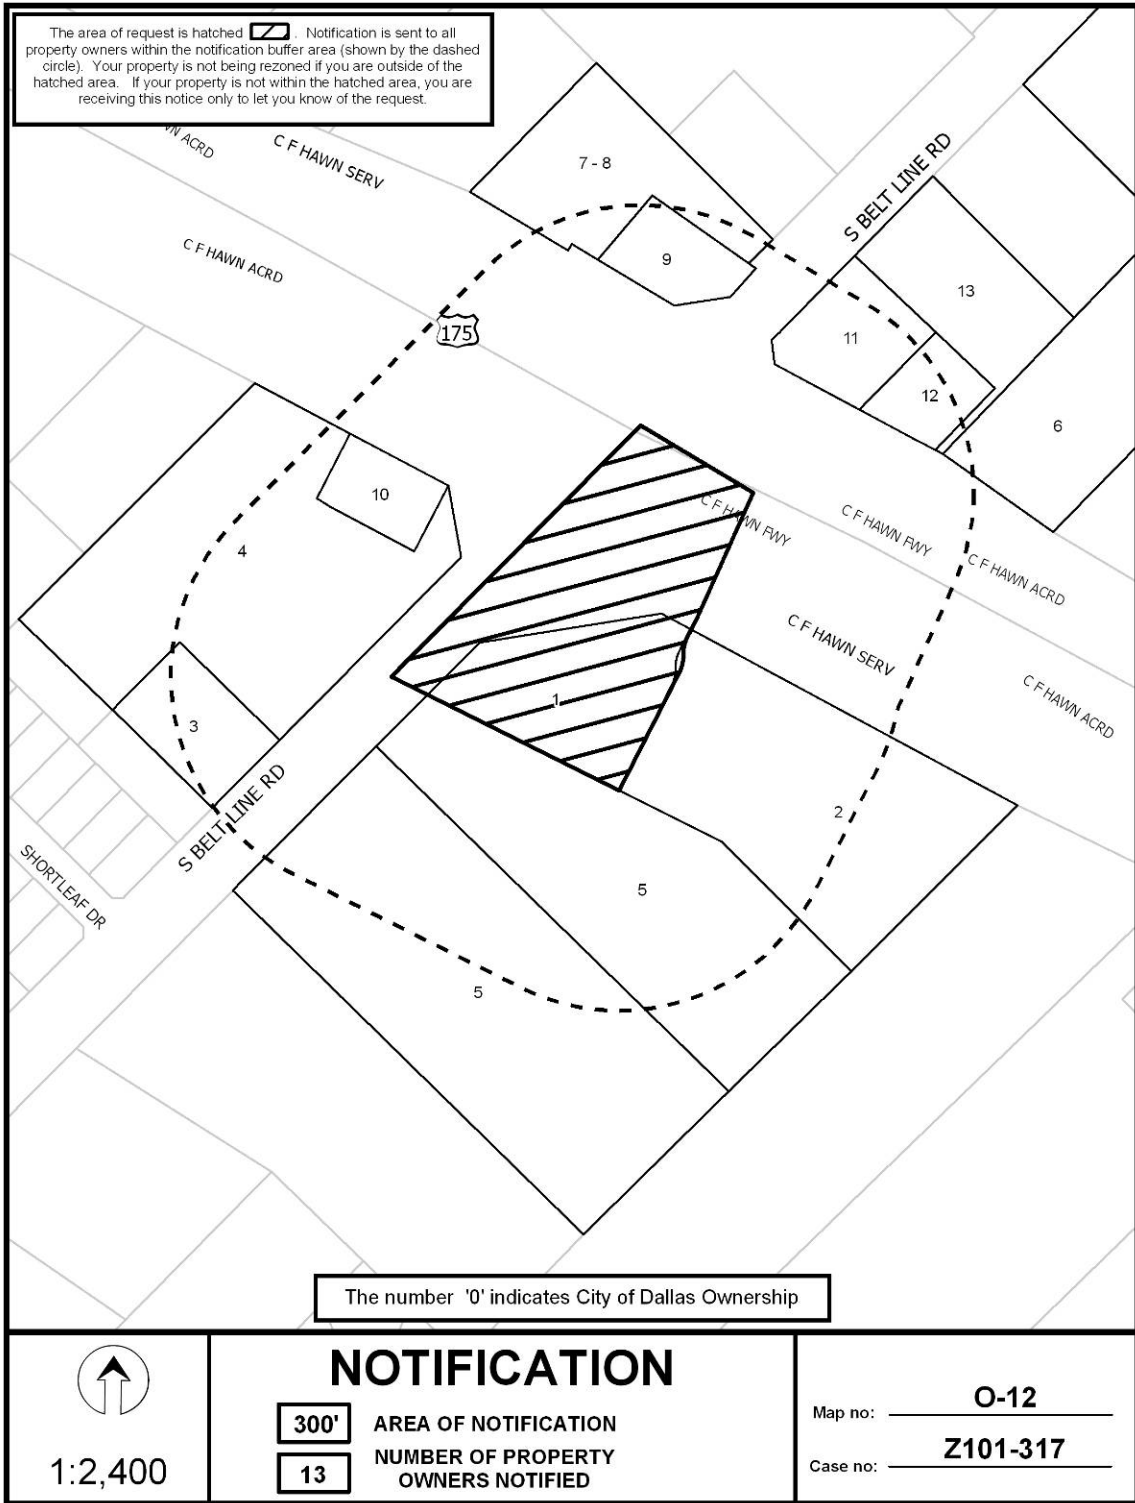 The area of request is hatched . Notification is sent to all
property owners within the notification buffer area (shown by the dashed
circle). Your property is not being rezoned if you are outside of the
hatched area. If your property is not within the hatched area, you are
receiving this notice only to let you know of the request.
ACRD
C F HAWN SERV
7 - 8
S BELT LINE RD
C F HAWN ACRD
9
13
175
11
12
6
10
C F HAWN FWY
C F HAWN FWY
4
C F HAWN ACRD
C F HAWN SERV
1
C F HAWN ACRD
3
S BELT LINE RD
2
SHORTLEAF DR
5
5
The number '0' indicates City of Dallas Ownership
1:2,400
NOTIFICATION
300' AREA OF NOTIFICATION
13 NUMBER OF PROPERTY
OWNERS NOTIFIED
Map no: O-12
Case no: Z101-317